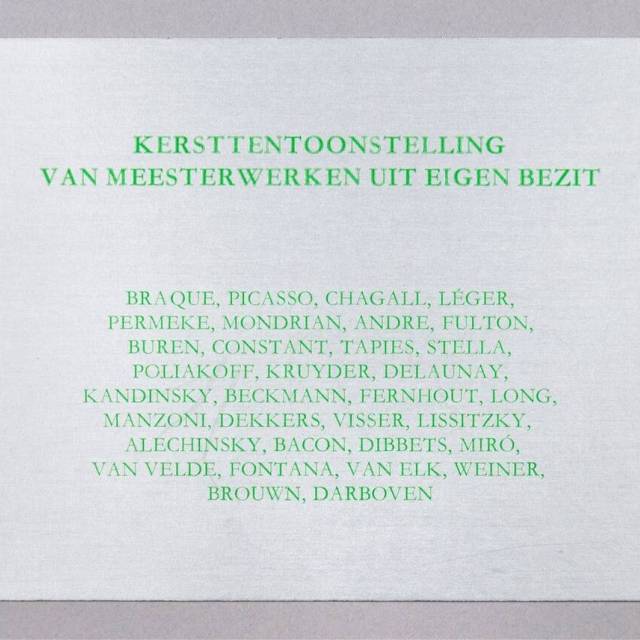 KERSTTENTOONSTELLING
VAN MEESTERWERKEN UIT EIGEN BEZIT
BRAQUE, PICASSO, CHAGALL, LÉGER,
PERMEKE, MONDRIAN, ANDRE, FULTON,
BUREN, CONSTANT, TAPIES, STELLA,
POLIAKOFF, KRUYDER, DELAUNAY,
KANDINSKY, BECKMANN, FERNHOUT, LONG,
MANZONI, DEKKERS, VISSER, LISSITZKY,
ALECHINSKY, BACON, DIBBETS, MIRÓ,
VAN VELDE, FONTANA, VAN ELK, WEINER,
BROUWN, DARBOVEN